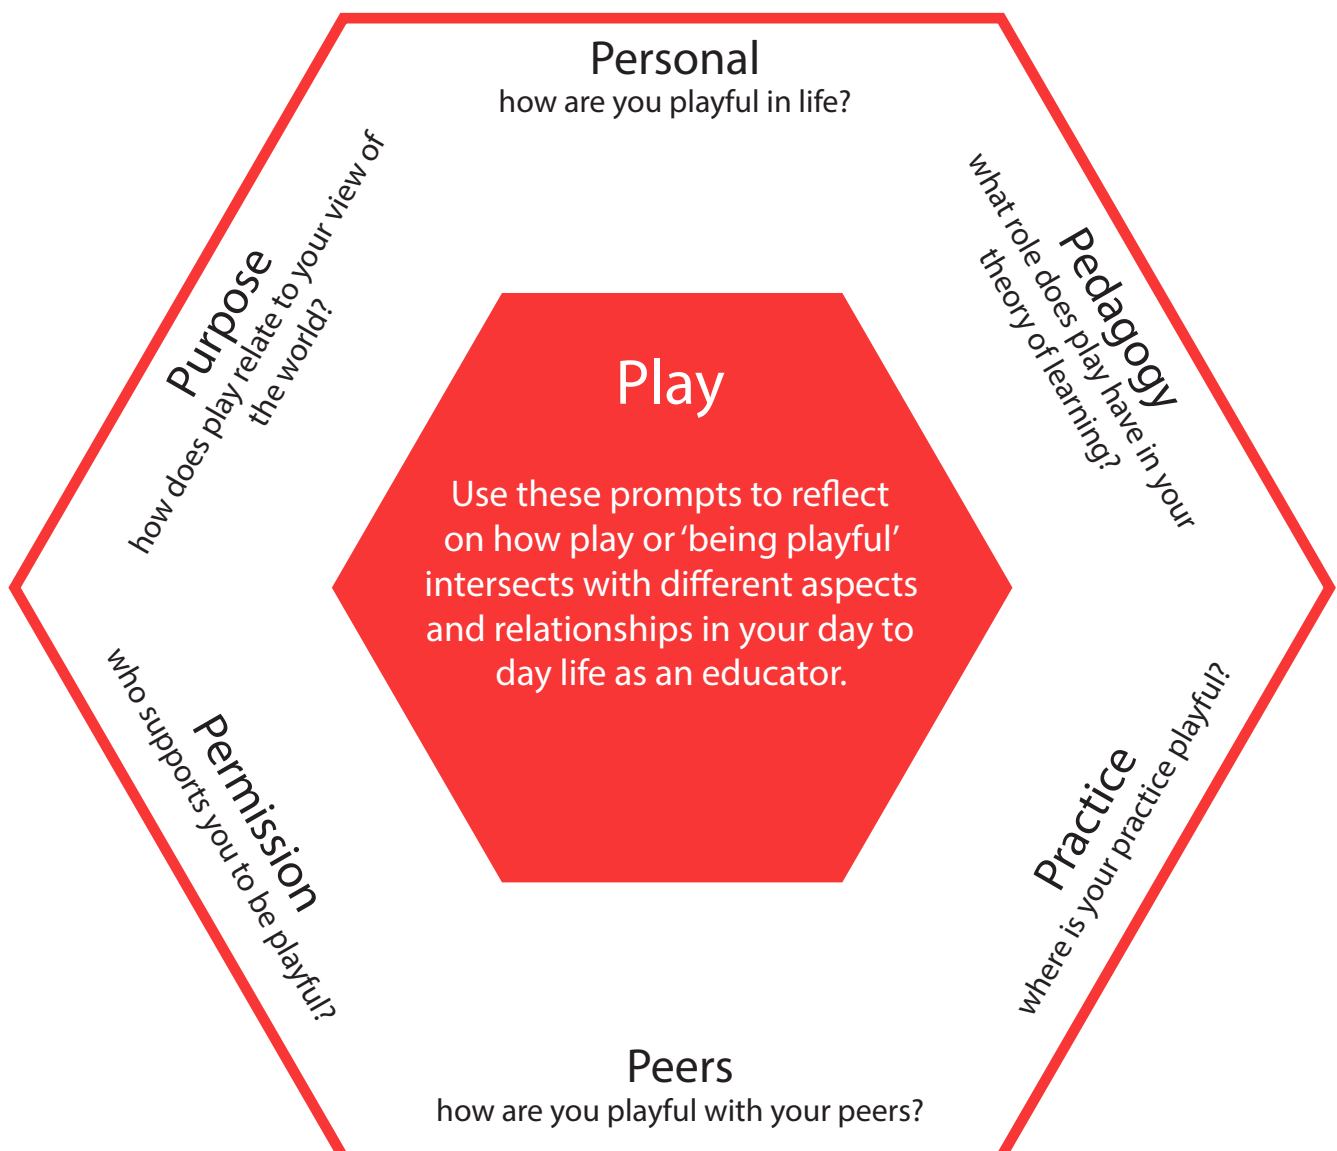 Personal
how are you playful in life?
Pedagogy
what role does play have in your
theory of learning?
Practice
where is your practice playful?
Peers
how are you playful with your peers?
Permission
who supports you to be playful?
Purpose
how does play relate to your view of
the world?
Play
Use these prompts to reflect
on how play or ‘being playful’
intersects with different aspects
and relationships in your day to
day life as an educator.